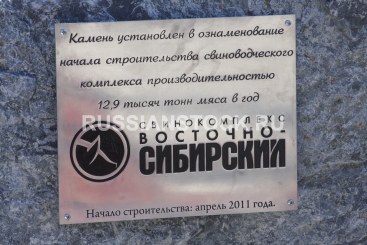 Камень установлен в ознаменование
начала строительства свиноводческого
комплекса производительностью
12,9 тысяч тонн мяса в год
СВИНОКОМПЛЕКС
ВОСТОЧНО-
СИБИРСКИЙ
Начало строительства: апрель 2011 года.